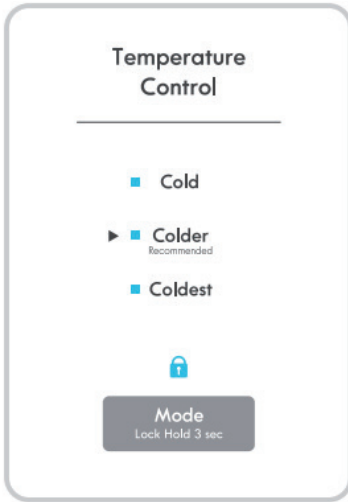 Temperature
Control
Cold
Colder
Recommended
Coldest
Mode
Lock Hold 3 sec